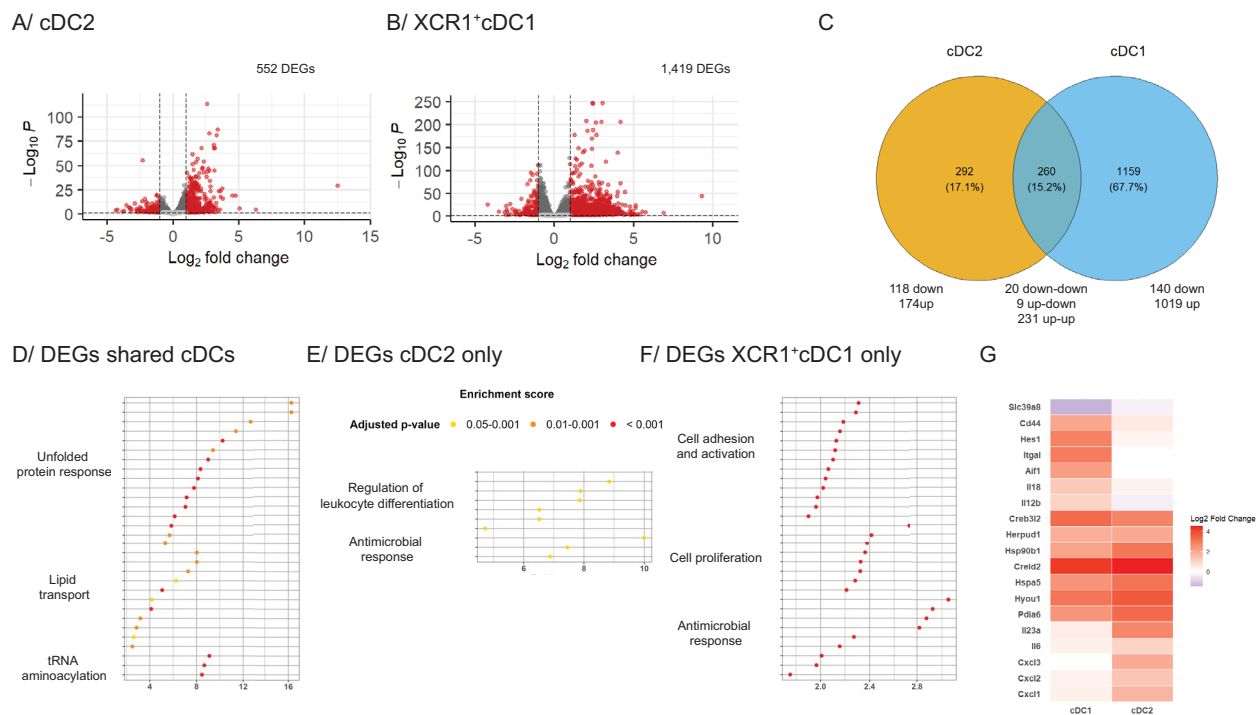 A/ cDC2
552 DEGs
100
75
50
25
0
-5
0
5
10
15
– Log10 P
Log2 fold change
B/ XCR1+cDC1
1,419 DEGs
250
200
150
100
50
0
-5
0
5
10
– Log10 P
Log2 fold change
C
cDC2
cDC1
292
(17.1%)
260
(15.2%)
1159
(67.7%)
118 down
174up
20 down-down
9 up-down
231 up-up
140 down
1019 up
D/ DEGs shared cDCs
Unfolded
protein response
Lipid
transport
tRNA
aminoacylation
4
8
12
16
E/ DEGs cDC2 only
Enrichment score
Adjusted p-value
0.05-0.001
0.01-0.001
< 0.001
Regulation of
leukocyte differentiation
Antimicrobial
response
6
8
10
F/ DEGs XCR1+cDC1 only
Cell adhesion
and activation
Cell proliferation
Antimicrobial
response
2.0
2.4
2.8
G
Slc39a8
Cd44
Hes1
Itgal
Aif1
Il18
Il12b
Creb3l2
Herpud1
Hsp90b1
Creld2
Hspa5
Hyou1
Pdia6
Il23a
Il6
Cxcl3
Cxcl2
Cxcl1
cDC1
cDC2
Log2 Fold Change
4
2
0